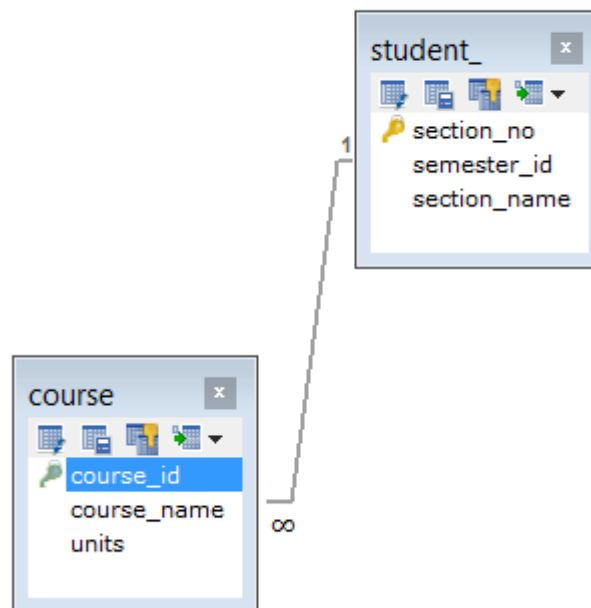 student_
section_no
semester_id
section_name
1
course
course_id
course_name
units
∞